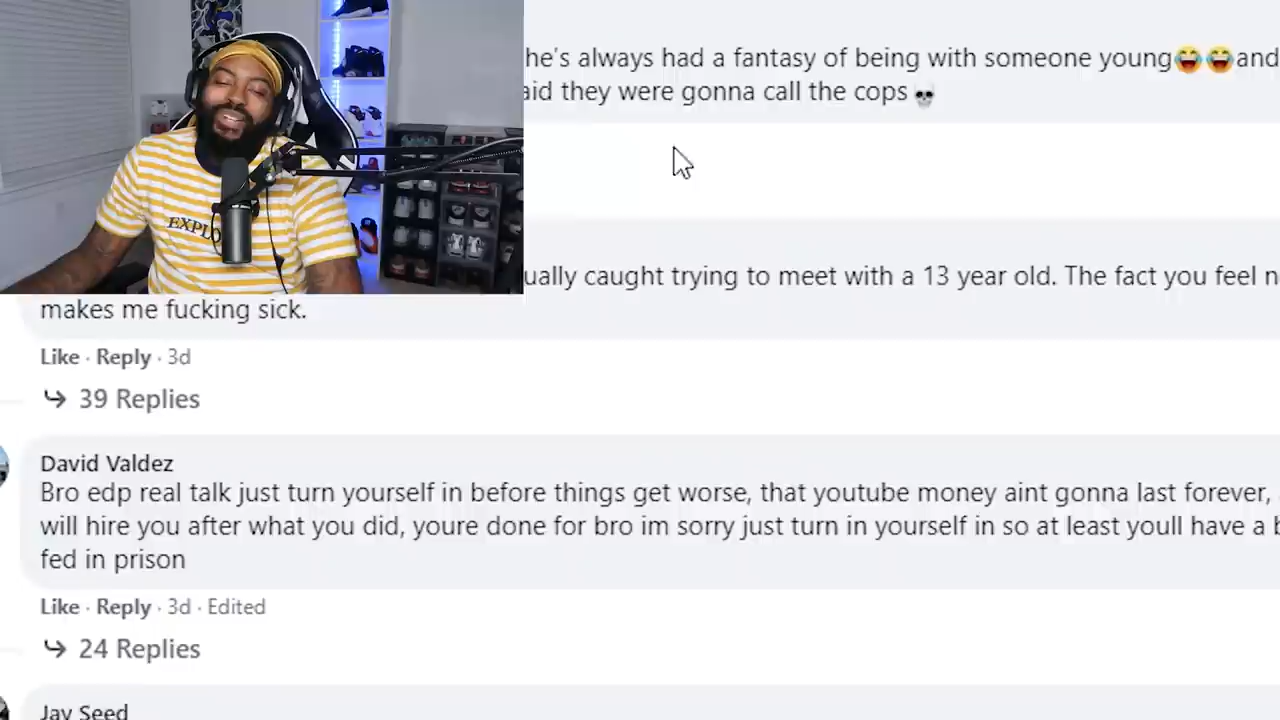 he's always had a fantasy of being with someone young😂😂and
aid they were gonna call the cops💀
EXPLO
ually caught trying to meet with a 13 year old. The fact you feel n
makes me fucking sick.
Like · Reply · 3d
39 Replies
David Valdez
Bro edp real talk just turn yourself in before things get worse, that youtube money aint gonna last forever,
will hire you after what you did, youre done for bro im sorry just turn in yourself in so at least youll have a b
fed in prison
Like · Reply · 3d · Edited
24 Replies
Jay Seed